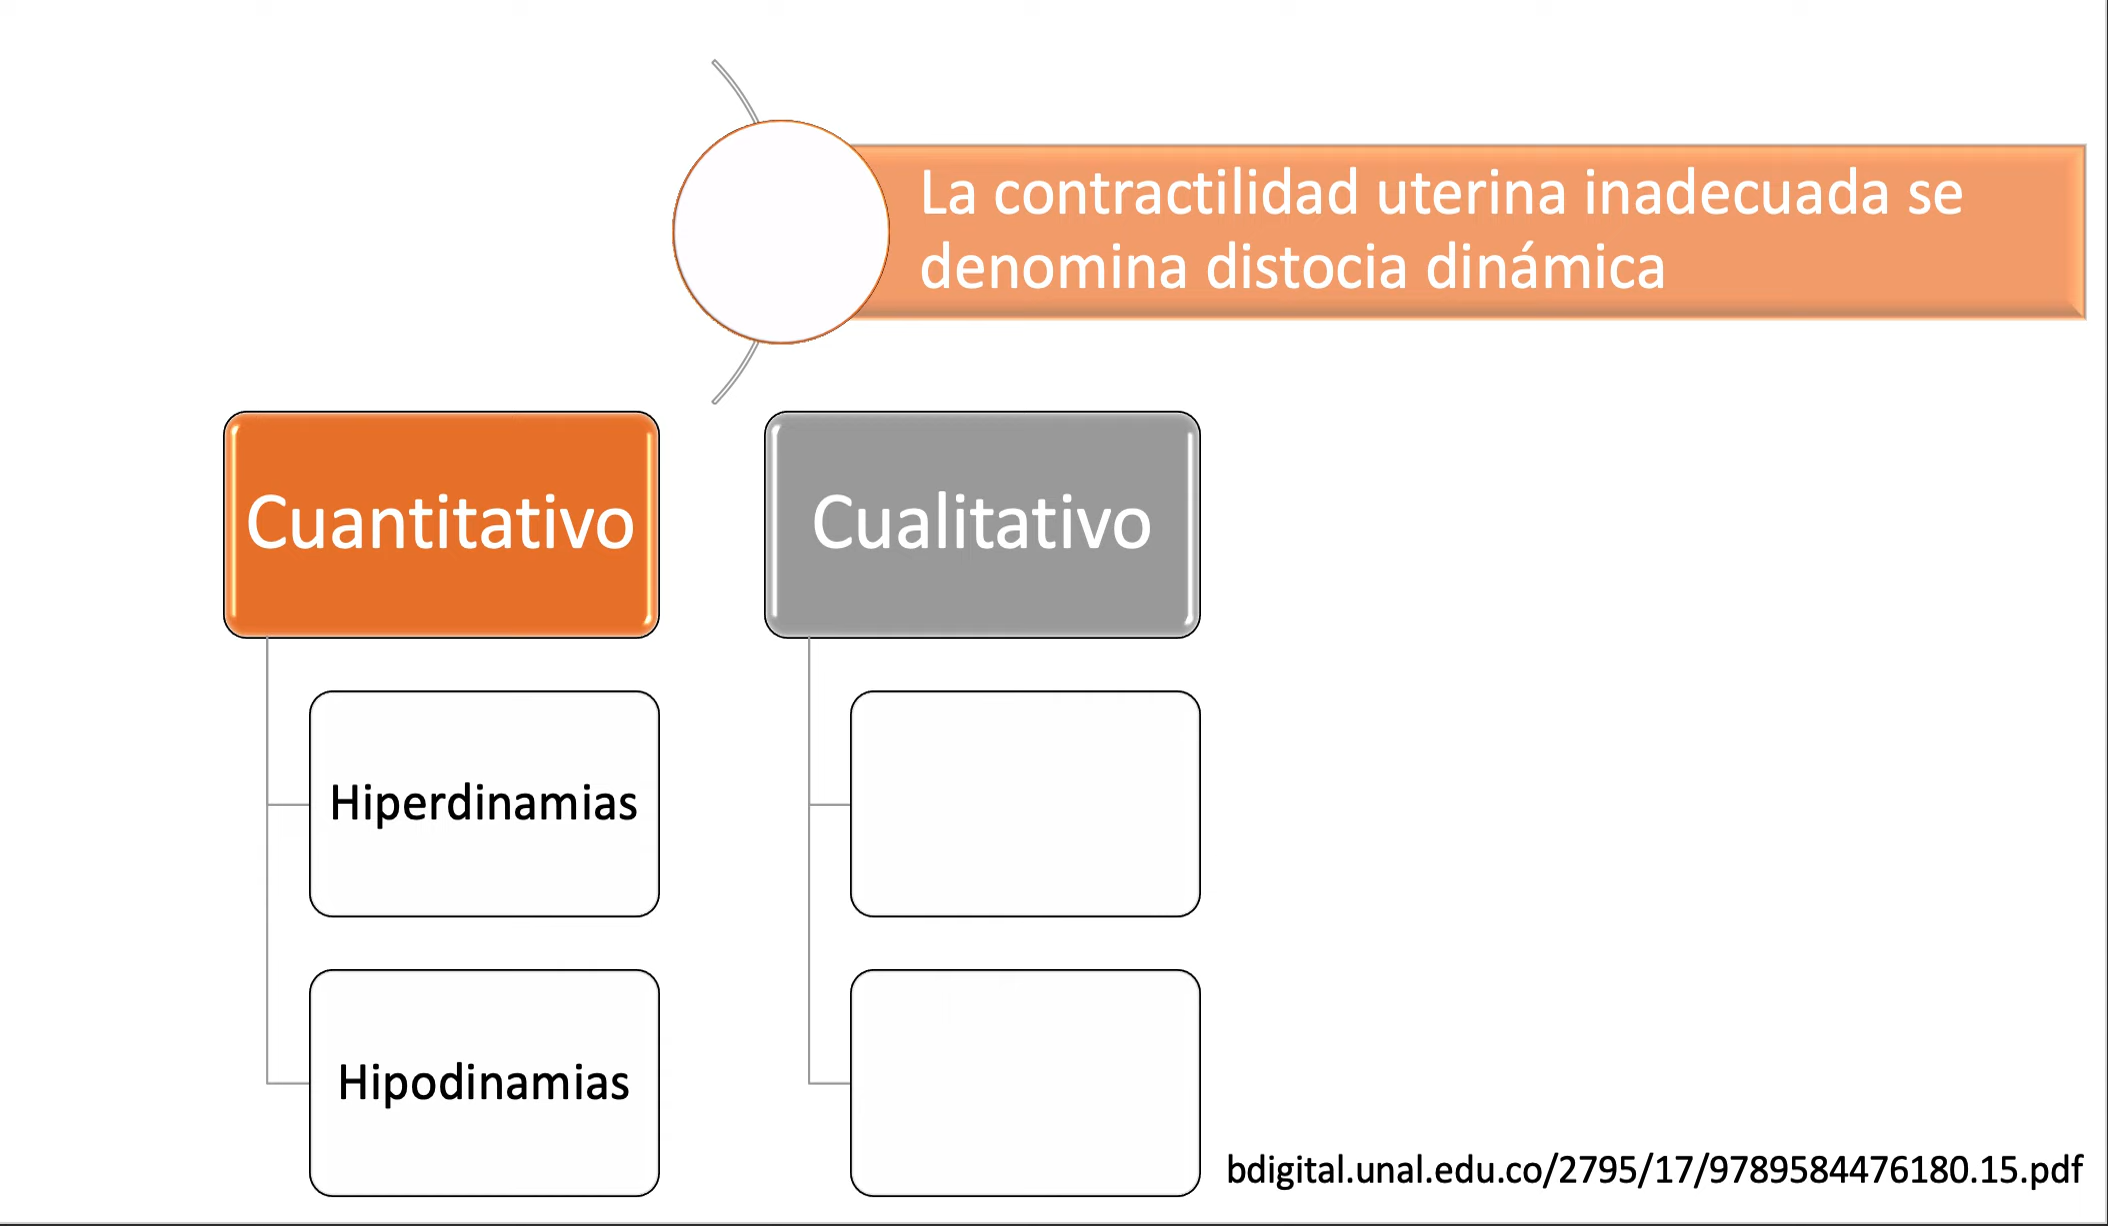 La contractilidad uterina inadecuada se
denomina distocia dinámica
Cuantitativo
Hiperdinamias
Hipodinamias
Cualitativo
bdigital.unal.edu.co/2795/17/9789584476180.15.pdf